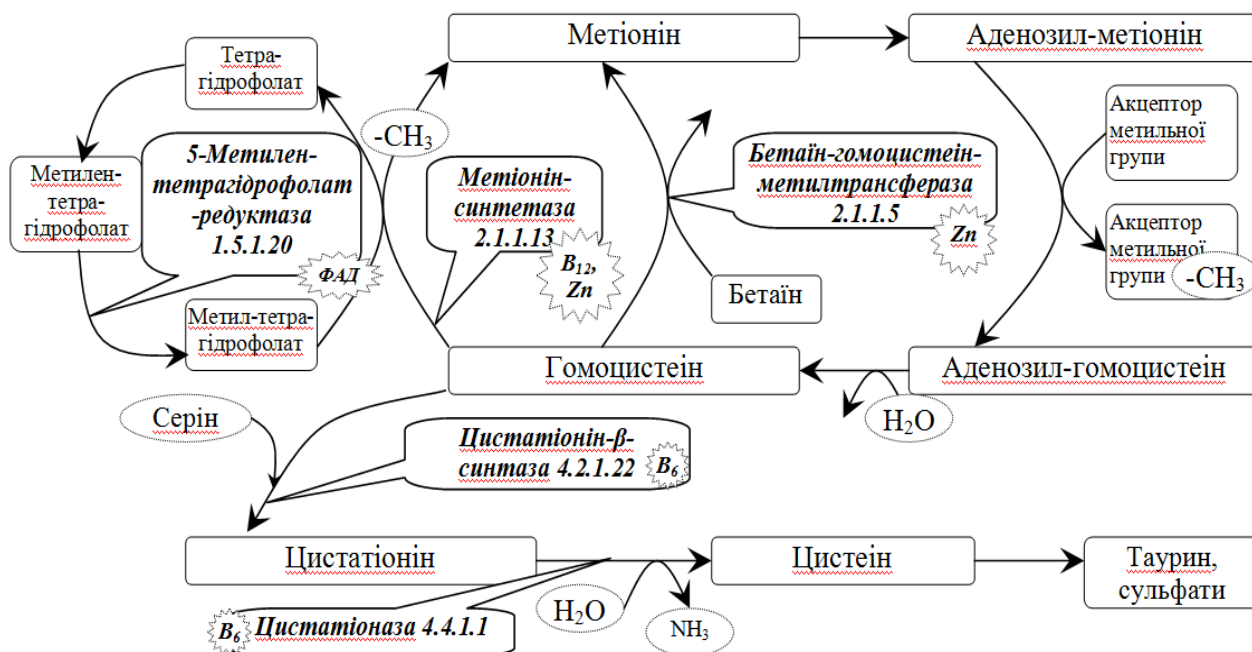 Метіонін
Аденозил-метіонін
Тетра-
гідрофолат
-CH₃
Акцептор
метильної
групи
5-Метилен-
тетрагідрофолат
-редуктаза
1.5.1.20
ФАД
Метилен-
тетра-
гідрофолат
Метіонін-
синтетаза
2.1.1.13
B₁₂,
Zn
Бетаїн-гомоцистеїн-
метилтрансфераза
2.1.1.5
Zn
Акцептор
метильної
групи
-CH₃
Бетаїн
Метил-тетра-
гідрофолат
Гомоцистеїн
Аденозил-гомоцистеїн
H₂O
Серін
Цистатіонін-β-
синтаза 4.2.1.22
B₆
Цистатіонін
Цистеїн
Таурин,
сульфати
B₆
Цистатіоназа 4.4.1.1
H₂O
NH₃